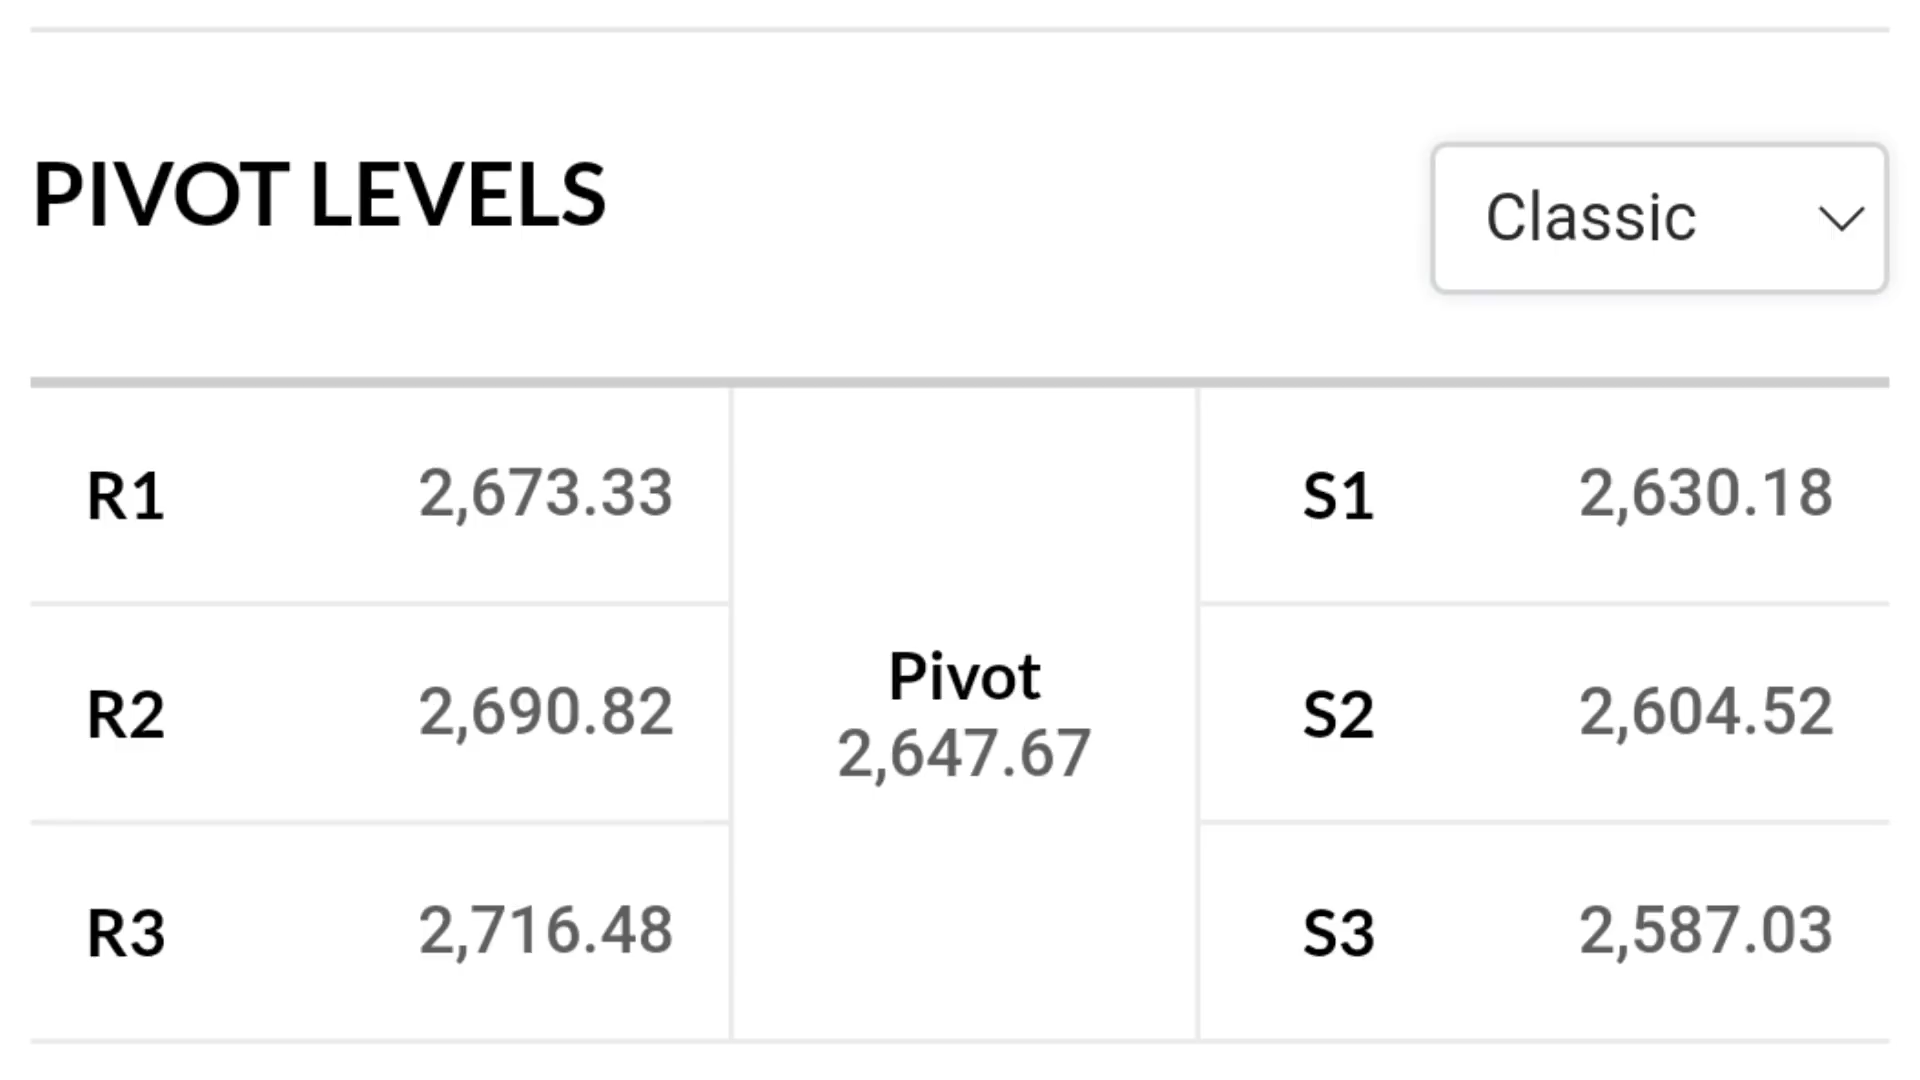 PIVOT LEVELS
Classic
R1 2,673.33
R2 2,690.82
R3 2,716.48
Pivot
2,647.67
S1 2,630.18
S2 2,604.52
S3 2,587.03